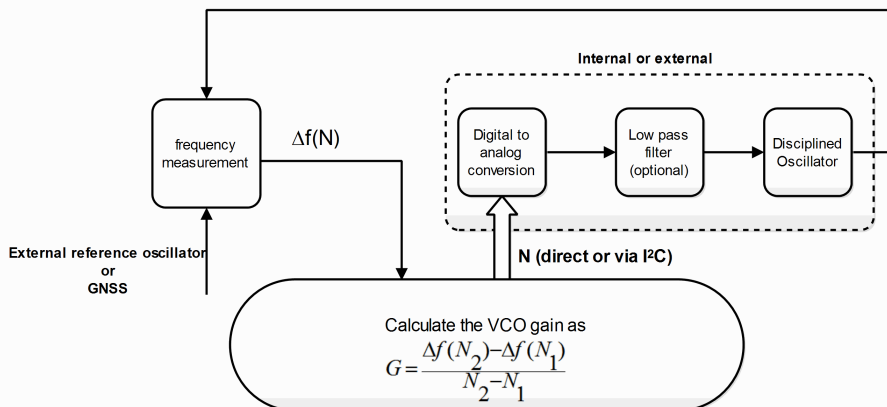 Internal or external
frequency
measurement
Δf(N)
Digital to
analog
conversion
Low pass
filter
(optional)
Disciplined
Oscillator
External reference oscillator
or
GNSS
N (direct or via I²C)
Calculate the VCO gain as
G = Δf(N₂)−Δf(N₁) / N₂−N₁